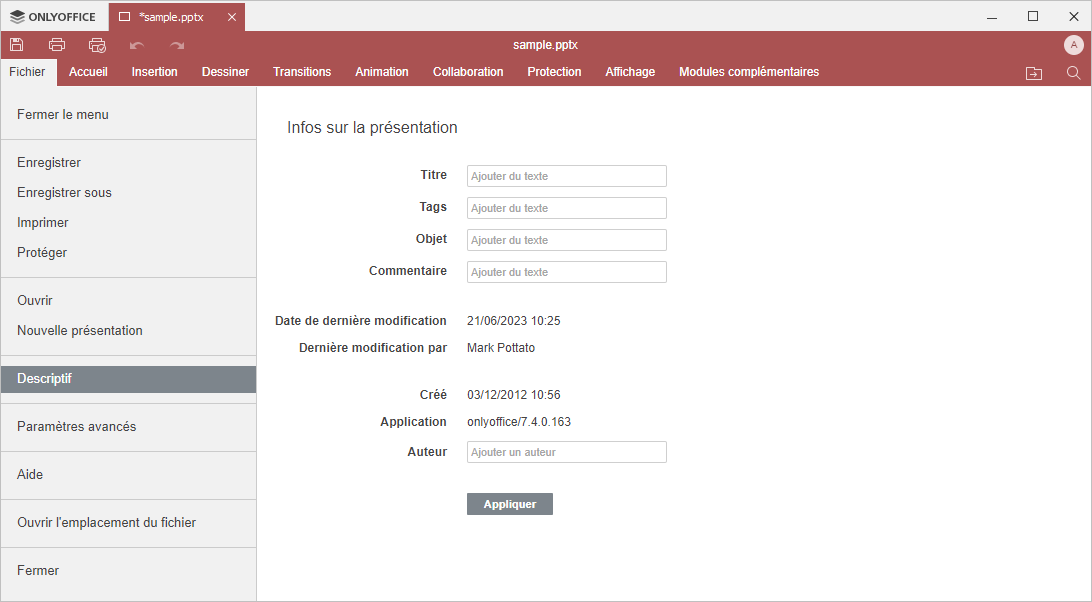 ONLYOFFICE
*sample.pptx
sample.pptx
A
Fichier Accueil Insertion Dessiner Transitions Animation Collaboration Protection Affichage Modules complémentaires
Fermer le menu
Enregistrer
Enregistrer sous
Imprimer
Protéger
Ouvrir
Nouvelle présentation
Descriptif
Paramètres avancés
Aide
Ouvrir l'emplacement du fichier
Fermer
Infos sur la présentation
Titre Ajouter du texte
Tags Ajouter du texte
Objet Ajouter du texte
Commentaire Ajouter du texte
Date de dernière modification 21/06/2023 10:25
Dernière modification par Mark Pottato
Créé 03/12/2012 10:56
Application onlyoffice/7.4.0.163
Auteur Ajouter un auteur
Appliquer